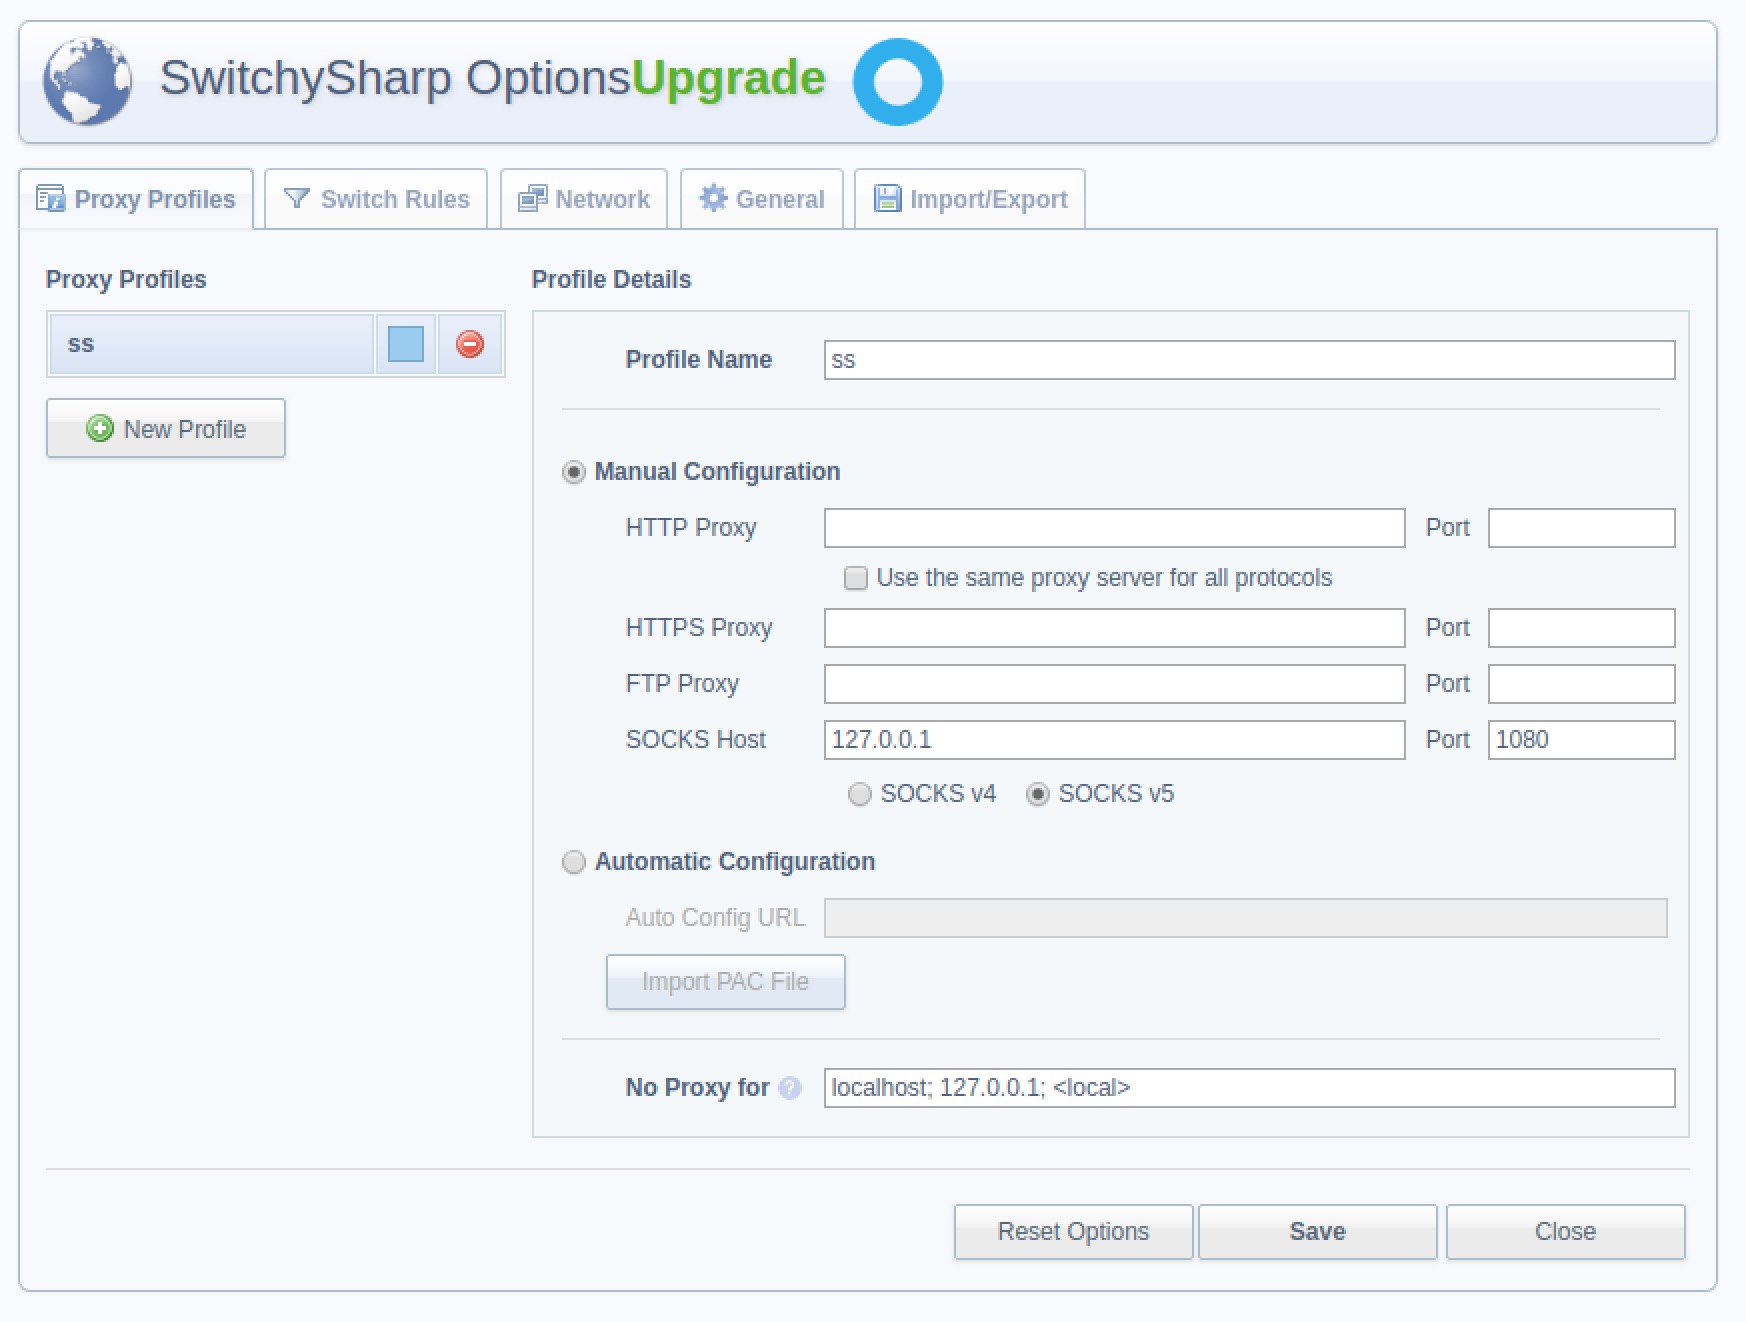 SwitchySharp OptionsUpgrade
Proxy Profiles Switch Rules Network General Import/Export
Proxy Profiles
ss
New Profile
Profile Details
Profile Name ss
Manual Configuration
HTTP Proxy Port
Use the same proxy server for all protocols
HTTPS Proxy Port
FTP Proxy Port
SOCKS Host 127.0.0.1 Port 1080
SOCKS v4 SOCKS v5
Automatic Configuration
Auto Config URL
Import PAC File
No Proxy for ? localhost; 127.0.0.1; <local>
Reset Options Save Close